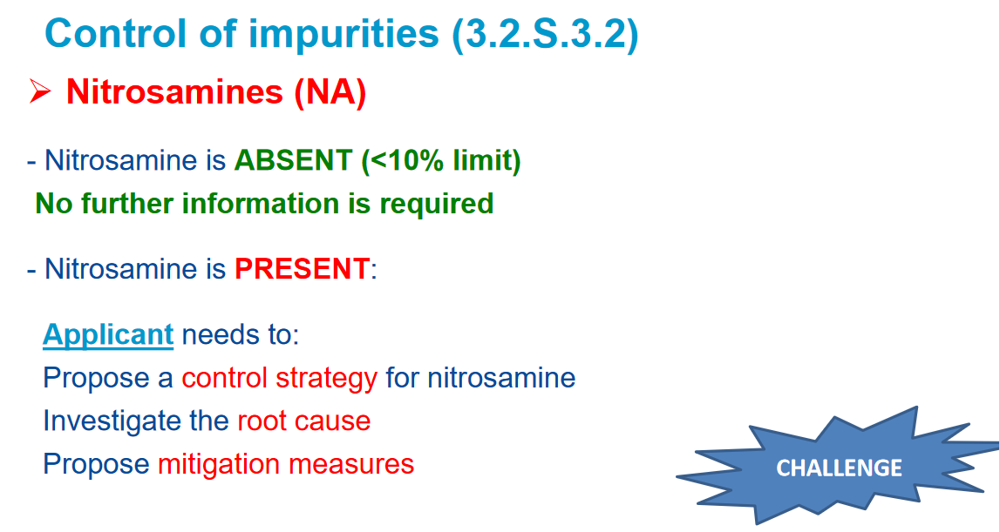 Control of impurities (3.2.S.3.2)
➢ Nitrosamines (NA)
- Nitrosamine is ABSENT (<10% limit)
No further information is required
- Nitrosamine is PRESENT:
Applicant needs to:
Propose a control strategy for nitrosamine
Investigate the root cause
Propose mitigation measures
CHALLENGE